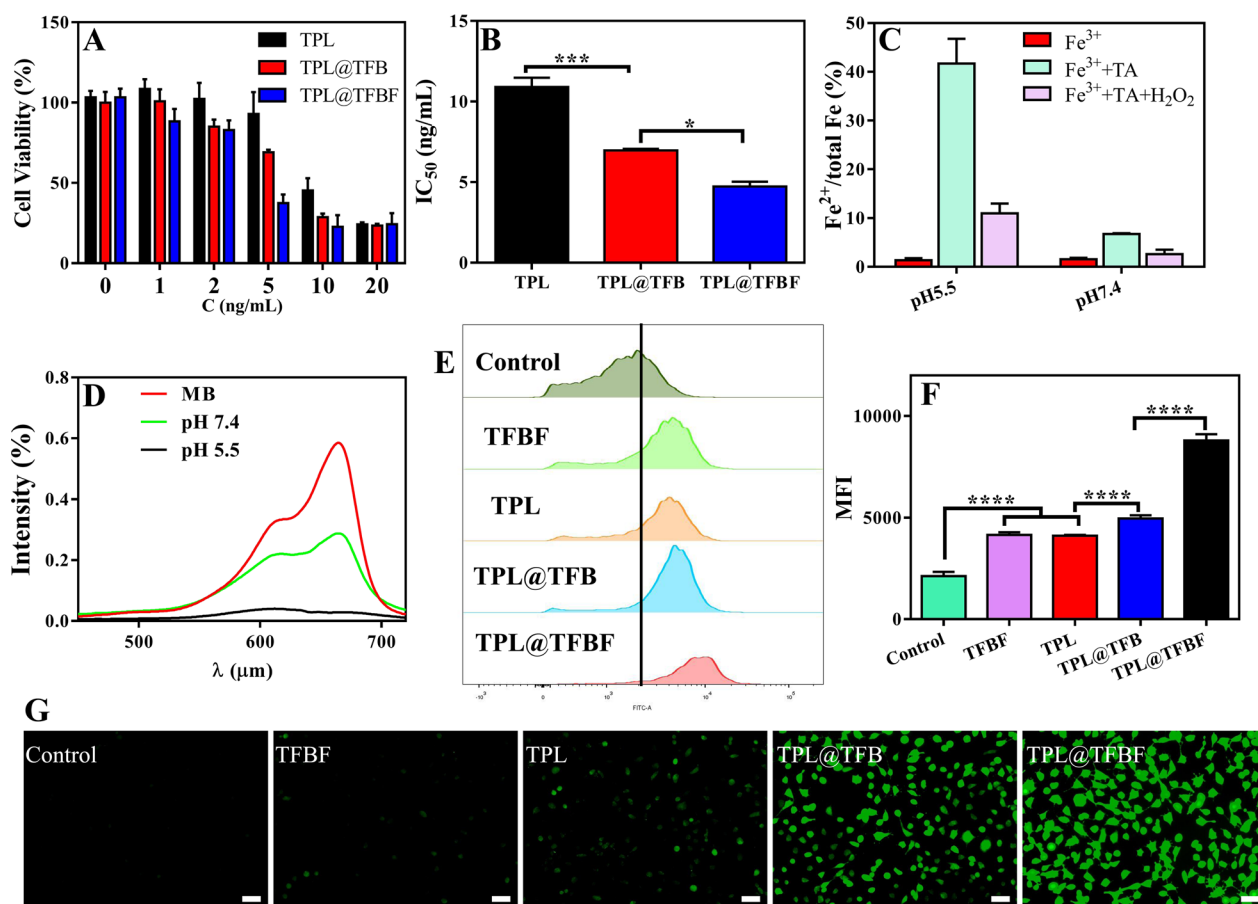 A
TPL
TPL@TFB
TPL@TFBF
Cell Viability (%)
150
100
50
0
0 1 2 5 10 20
C (ng/mL)
B
***
*
IC₅₀ (ng/mL)
15
10
5
0
TPL TPL@TFB TPL@TFBF
C
Fe³⁺
Fe³⁺+TA
Fe³⁺+TA+H₂O₂
Fe²⁺/total Fe (%)
50
40
30
20
10
0
pH5.5 pH7.4
D
MB
pH 7.4
pH 5.5
Intensity (%)
0.8
0.6
0.4
0.2
0.0
500 600 700
λ (μm)
E
Control
TFBF
TPL
TPL@TFB
TPL@TFBF
-10³ 0 10³ 10⁴ 10⁵
FITC-A
F
****
****
****
MFI
10000
5000
0
Control TFBF TPL TPL@TFB TPL@TFBF
G
Control TFBF TPL TPL@TFB TPL@TFBF